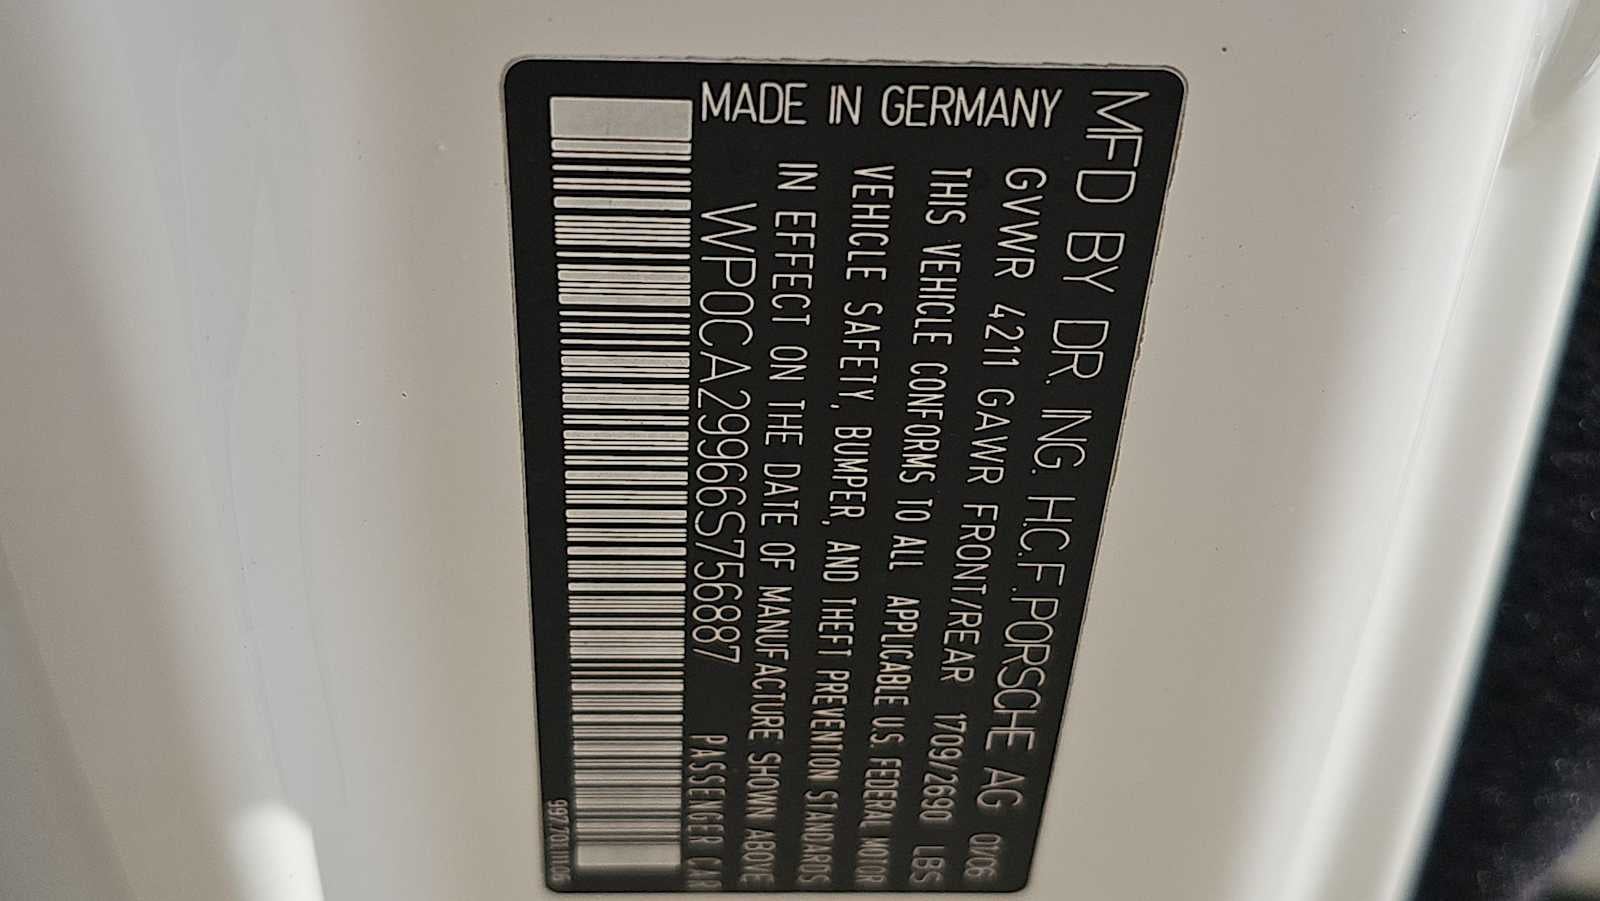 MFD BY DR. ING. H.C.F. PORSCHE AG 01/06
GVWR 4211 GAWR FRONT/REAR 1709/2690 LBS
THIS VEHICLE CONFORMS TO ALL APPLICABLE U.S. FEDERAL MOTOR
VEHICLE SAFETY, BUMPER, AND THEFT PREVENTION STANDARDS
IN EFFECT ON THE DATE OF MANUFACTURE SHOWN ABOVE
WP0CA29966S75687 PASSENGER CAR
MADE IN GERMANY